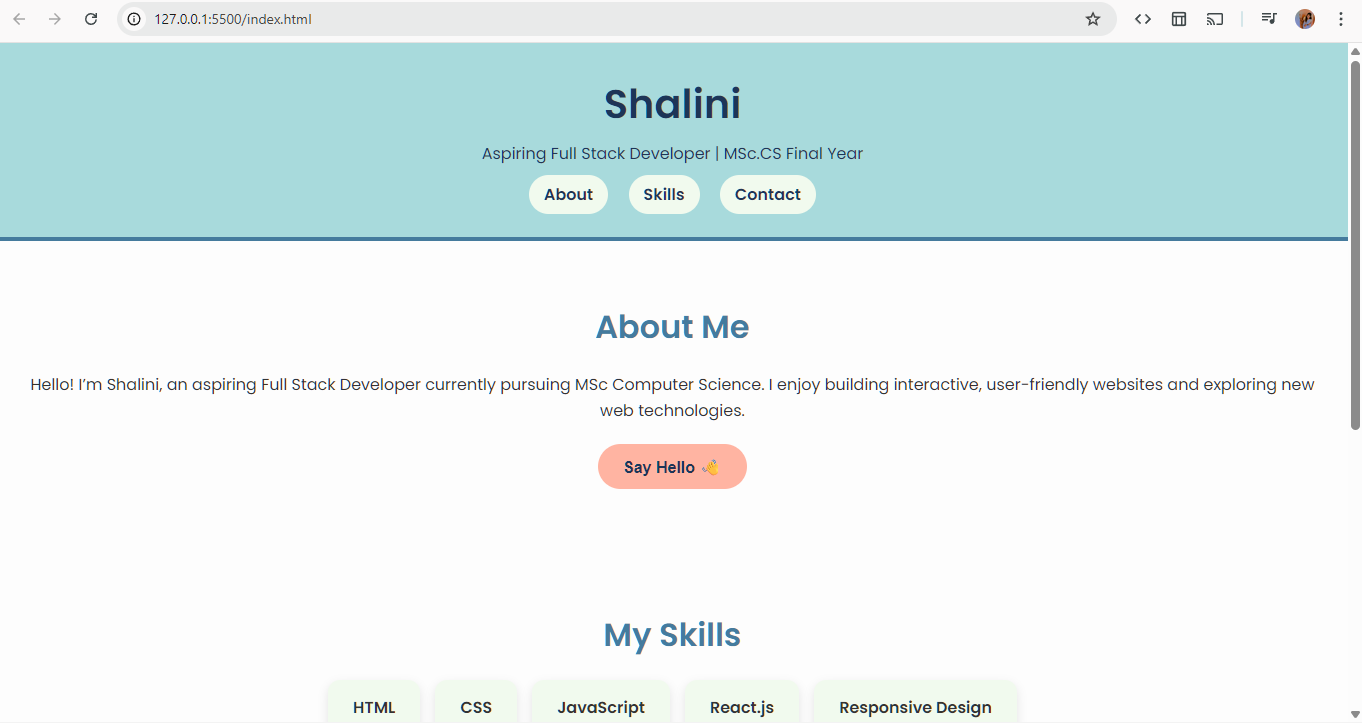 127.0.0.1:5500/index.html
Shalini
Aspiring Full Stack Developer | MSc.CS Final Year
About Skills Contact
About Me
Hello! I’m Shalini, an aspiring Full Stack Developer currently pursuing MSc Computer Science. I enjoy building interactive, user-friendly websites and exploring new
web technologies.
Say Hello 👋
My Skills
HTML CSS JavaScript React.js Responsive Design